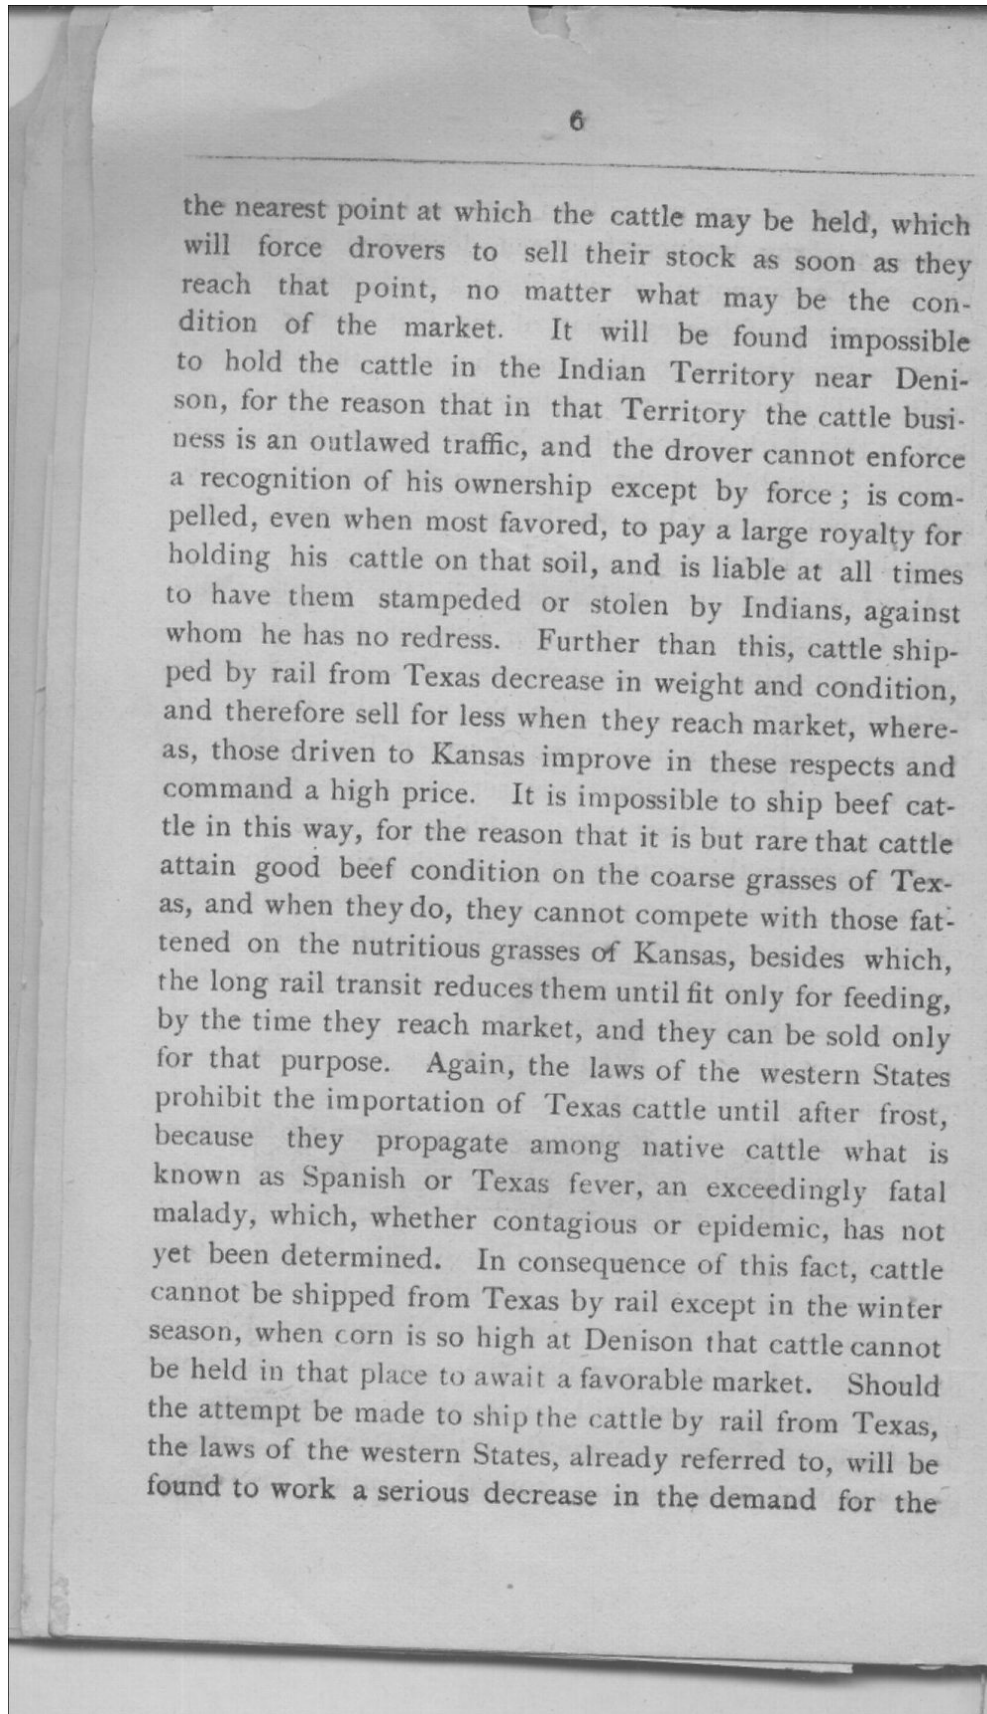 6
the nearest point at which the cattle may be held, which
will force drovers to sell their stock as soon as they
reach that point, no matter what may be the con-
dition of the market. It will be found impossible
to hold the cattle in the Indian Territory near Deni-
son, for the reason that in that Territory the cattle busi-
ness is an outlawed traffic, and the drover cannot enforce
a recognition of his ownership except by force ; is com-
pelled, even when most favored, to pay a large royalty for
holding his cattle on that soil, and is liable at all times
to have them stampeded or stolen by Indians, against
whom he has no redress. Further than this, cattle ship-
ped by rail from Texas decrease in weight and condition,
and therefore sell for less when they reach market, where-
as, those driven to Kansas improve in these respects and
command a high price. It is impossible to ship beef cat-
tle in this way, for the reason that it is but rare that cattle
attain good beef condition on the coarse grasses of Tex-
as, and when they do, they cannot compete with those fat-
tened on the nutritious grasses of Kansas, besides which,
the long rail transit reduces them until fit only for feeding,
by the time they reach market, and they can be sold only
for that purpose. Again, the laws of the western States
prohibit the importation of Texas cattle until after frost,
because they propagate among native cattle what is
known as Spanish or Texas fever, an exceedingly fatal
malady, which, whether contagious or epidemic, has not
yet been determined. In consequence of this fact, cattle
cannot be shipped from Texas by rail except in the winter
season, when corn is so high at Denison that cattle cannot
be held in that place to await a favorable market. Should
the attempt be made to ship the cattle by rail from Texas,
the laws of the western States, already referred to, will be
found to work a serious decrease in the demand for the